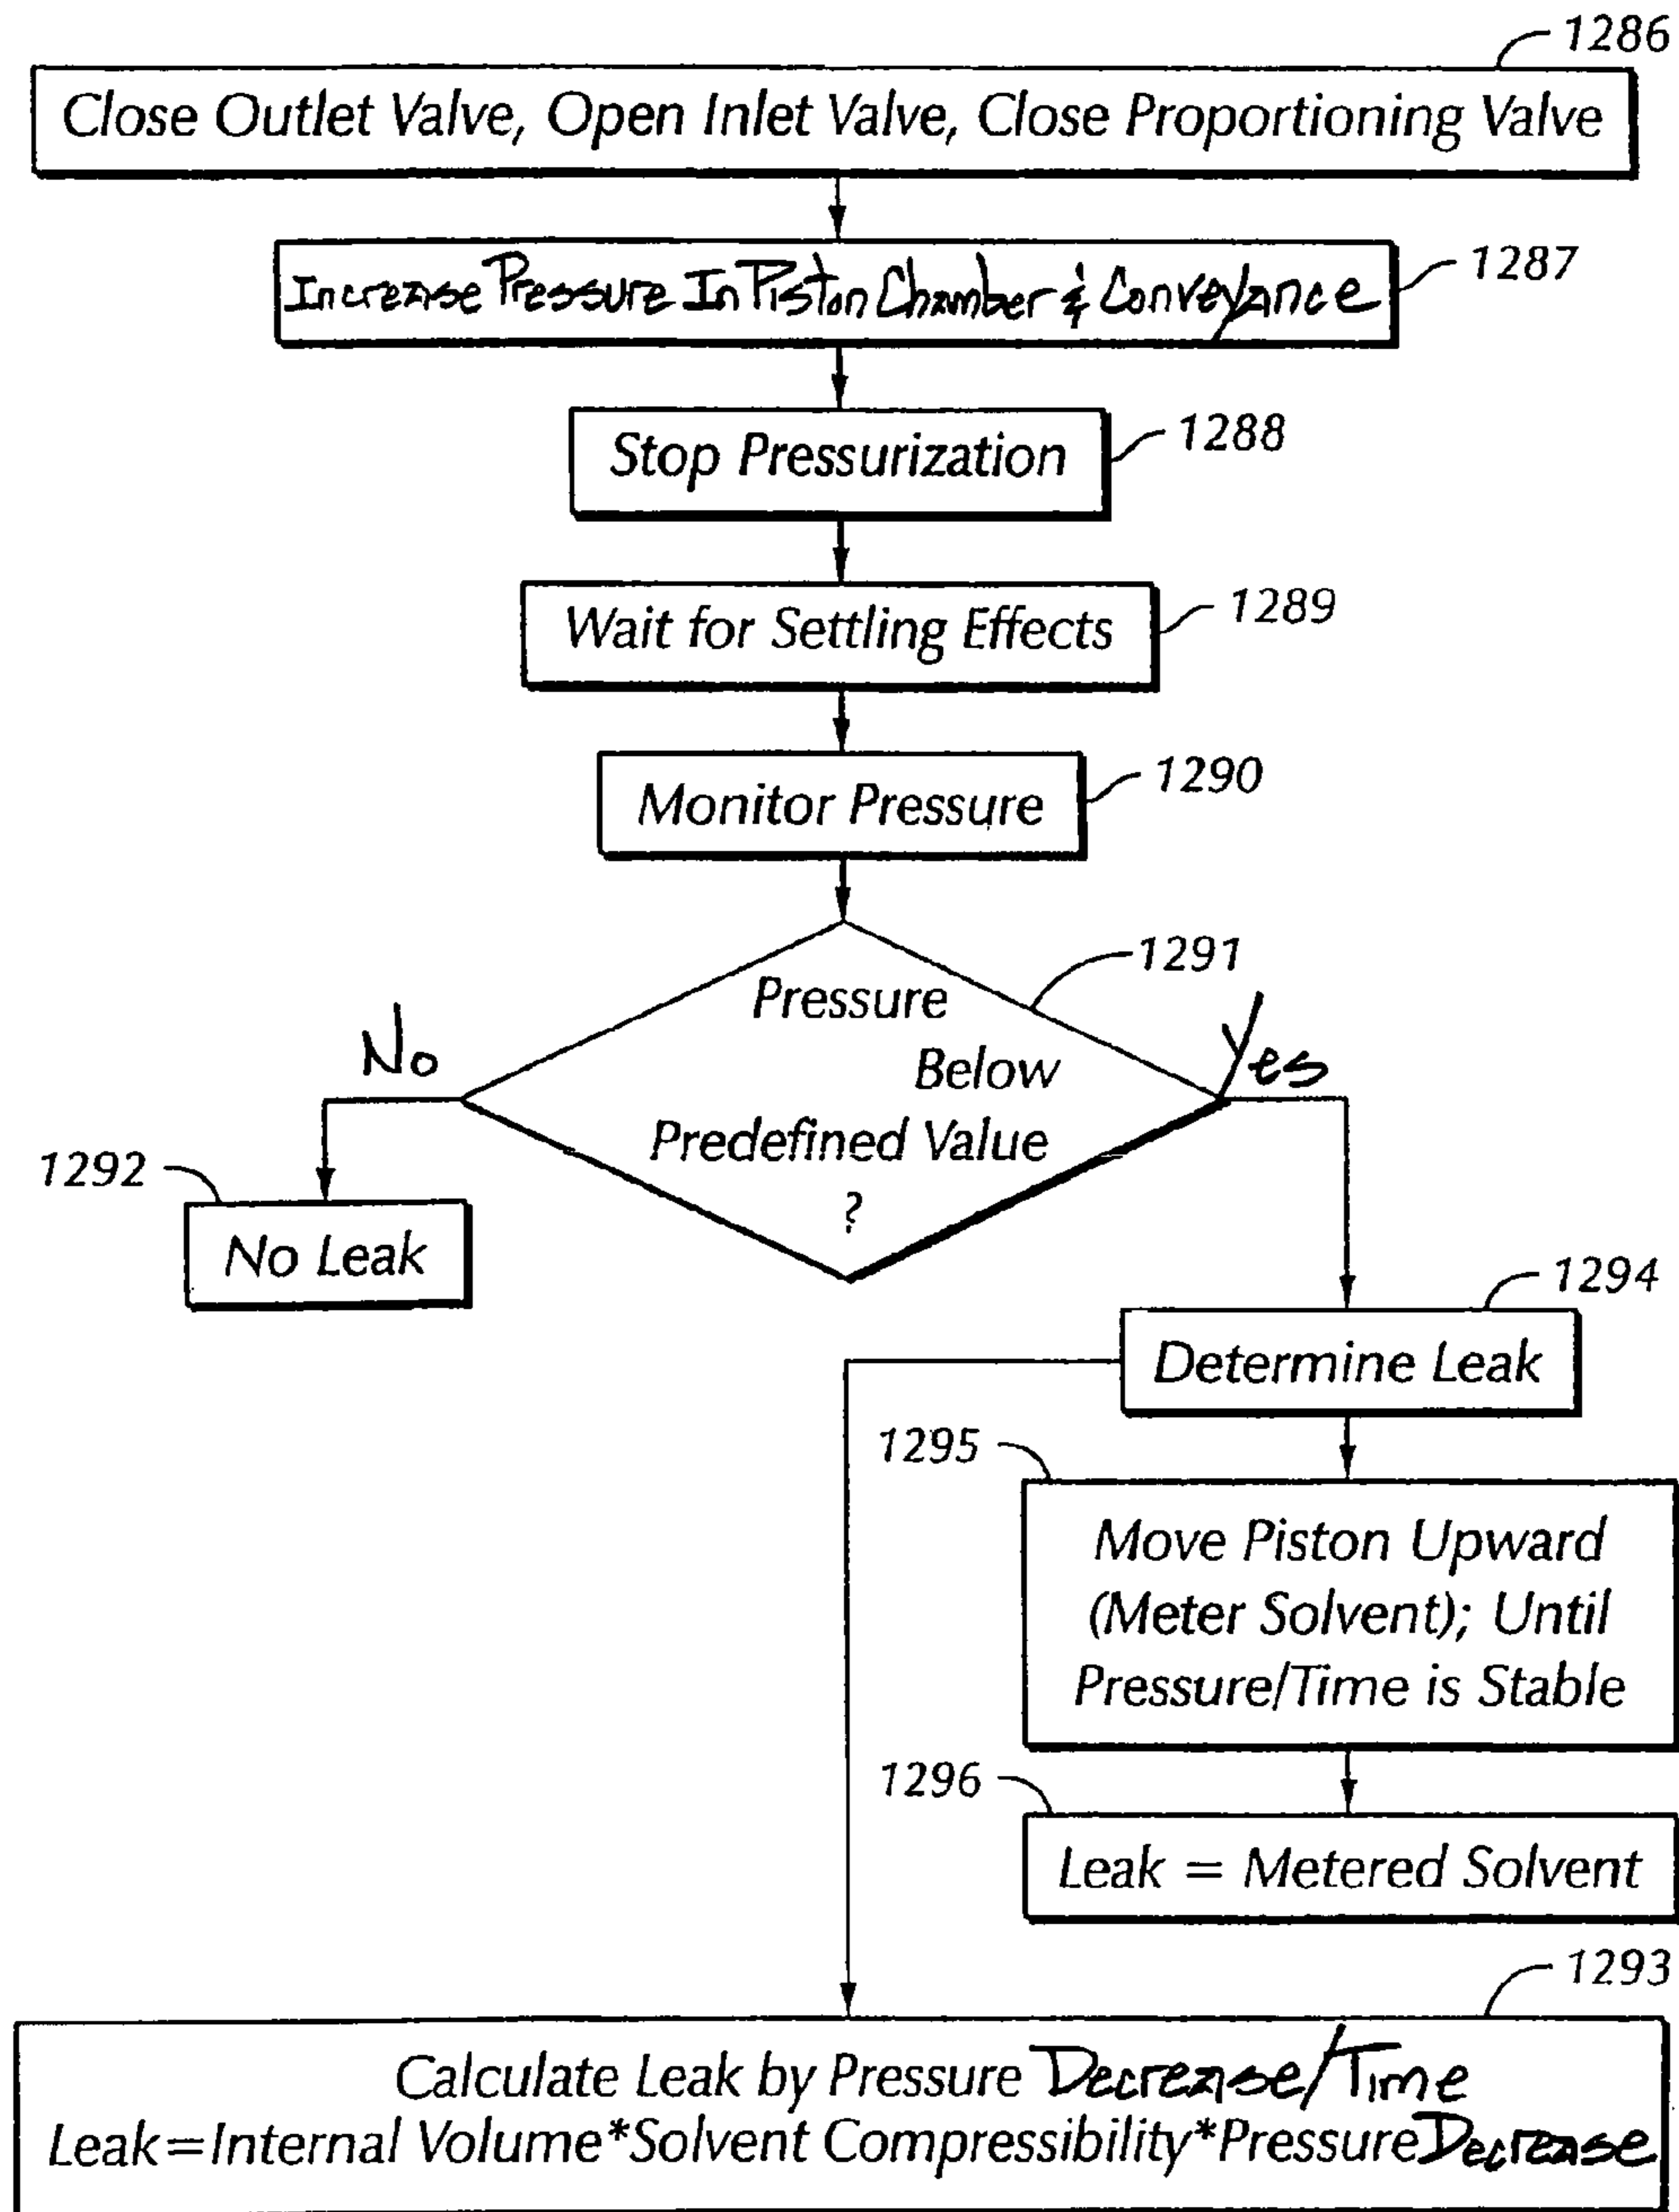 1286
Close Outlet Valve, Open Inlet Valve, Close Proportioning Valve
Increase Pressure In Piston Chamber & Conveyance
1287
Stop Pressurization
1288
Wait for Settling Effects
1289
Monitor Pressure
1290
1291
Pressure
Below
Predefined Value
?
No
Yes
1292
No Leak
1294
Determine Leak
1295
Move Piston Upward
(Meter Solvent); Until
Pressure/Time is Stable
1296
Leak = Metered Solvent
1293
Calculate Leak by Pressure Decrease/Time
Leak=Internal Volume*Solvent Compressibility*Pressure Decrease